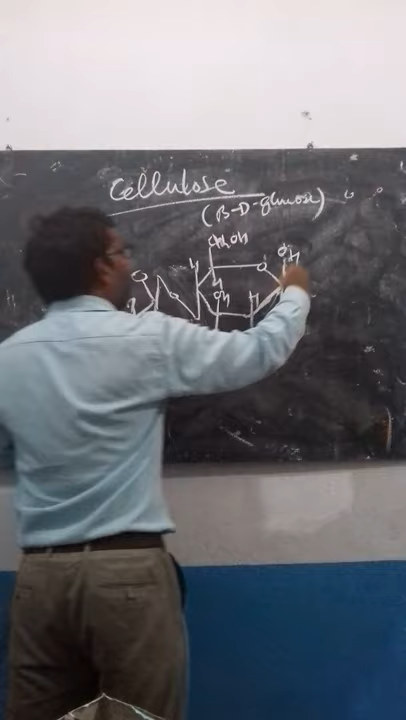 Cellulose
(B-D-glucose)
CH2OH
O OH
H
O O
H OH H